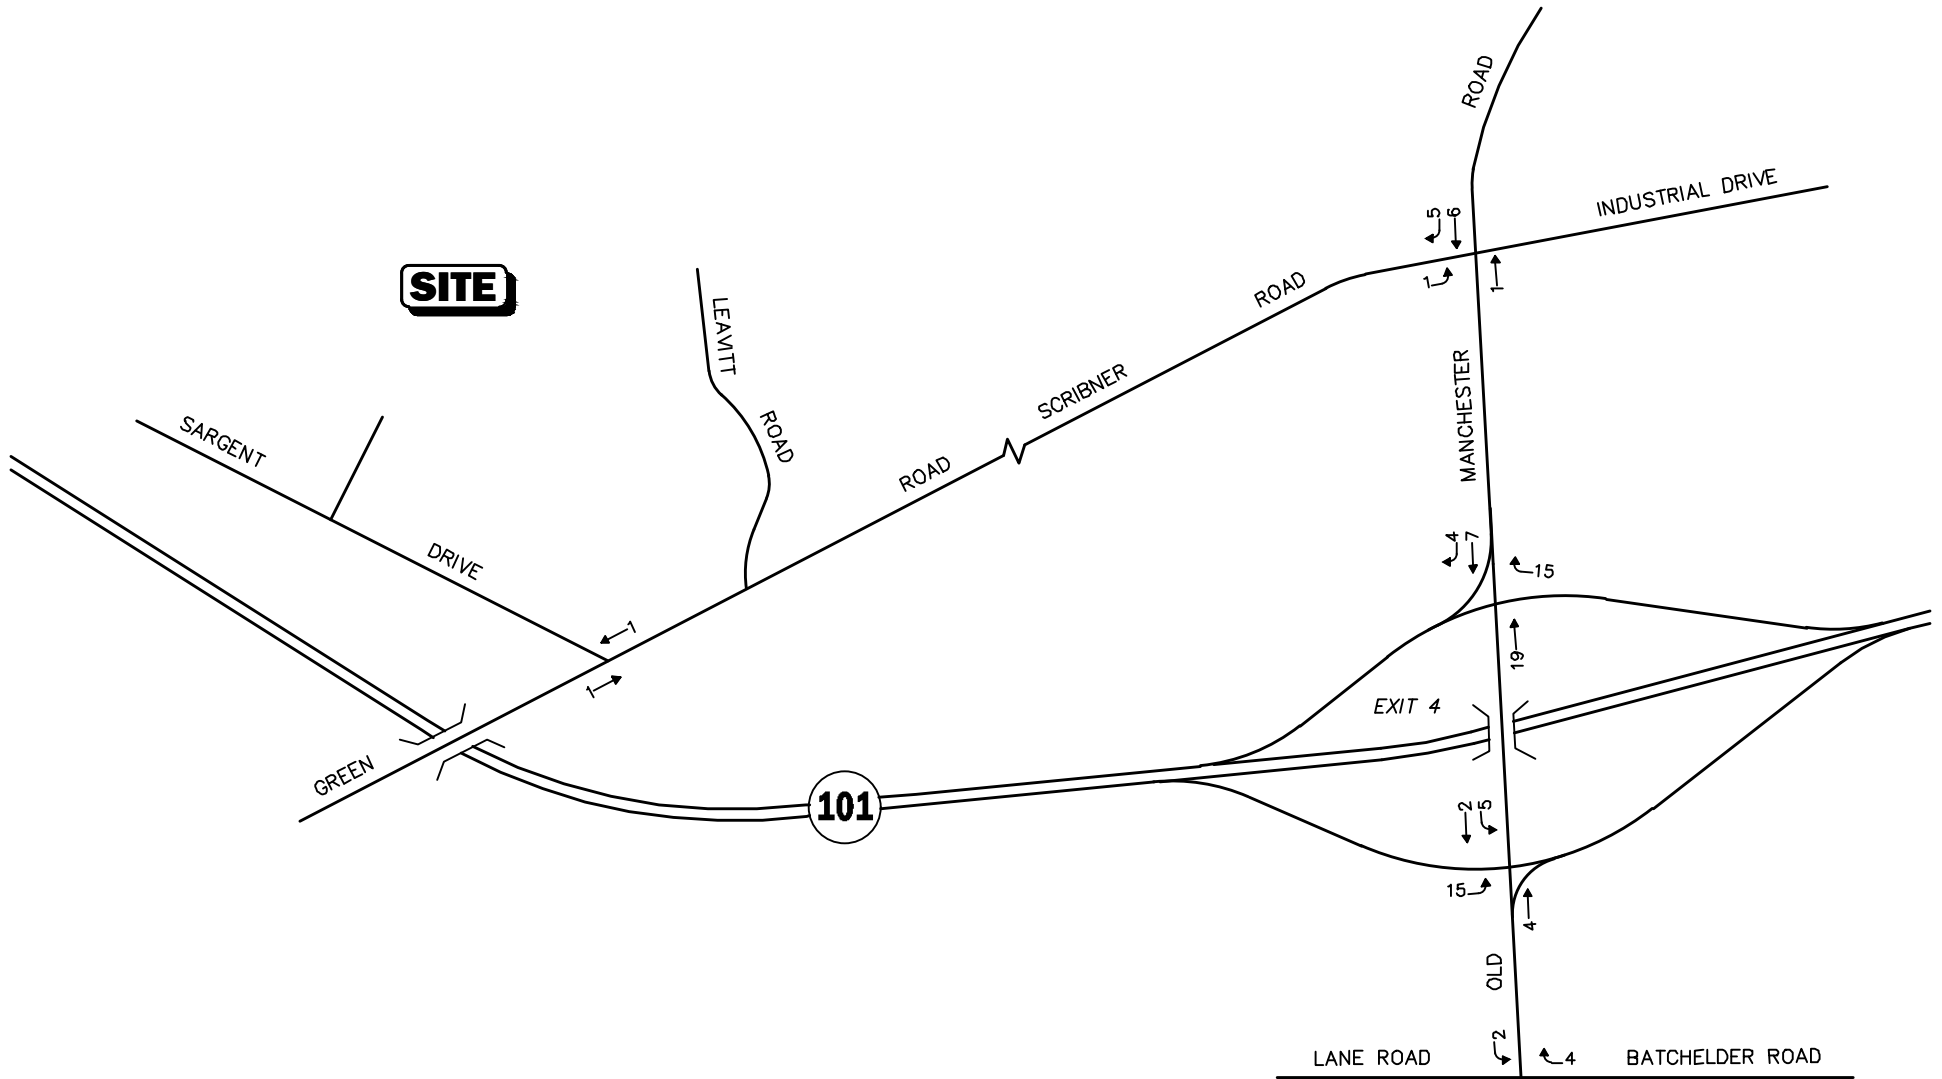 ROAD
INDUSTRIAL DRIVE
5
6
1
1
SITE
LEAVITT
ROAD
ROAD
SCRIBNER
ROAD
MANCHESTER
SARGENT
DRIVE
4
7
15
1
1
19
EXIT 4
GREEN
101
2
5
15
4
OLD
2
4
LANE ROAD
BATCHELDER ROAD